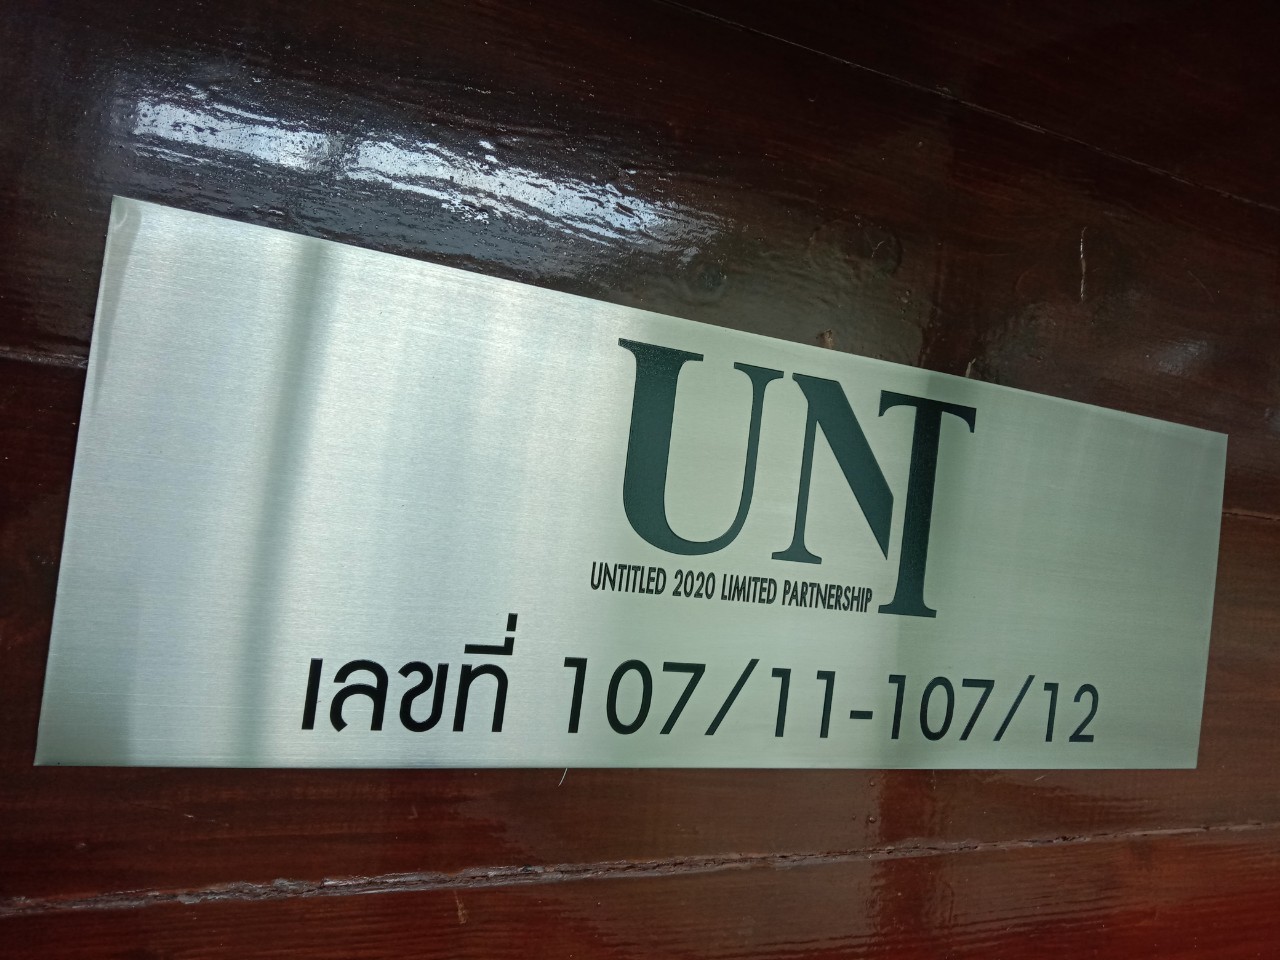 UNT
UNTITLED 2020 LIMITED PARTNERSHIP
เลขที่ 107/11-107/12